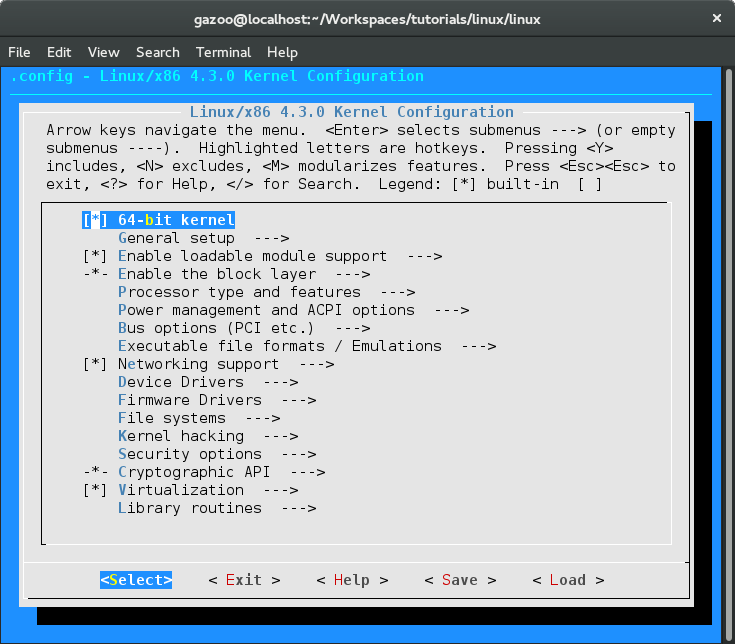 gazoo@localhost:~/Workspaces/tutorials/linux/linux ×
File Edit View Search Terminal Help
.config - Linux/x86 4.3.0 Kernel Configuration
Linux/x86 4.3.0 Kernel Configuration
Arrow keys navigate the menu. <Enter> selects submenus ---> (or empty
submenus ----). Highlighted letters are hotkeys. Pressing <Y>
includes, <N> excludes, <M> modularizes features. Press <Esc><Esc> to
exit, <?> for Help, </> for Search. Legend: [*] built-in [ ]
[*] 64-bit kernel
General setup --->
[*] Enable loadable module support --->
-*- Enable the block layer --->
Processor type and features --->
Power management and ACPI options --->
Bus options (PCI etc.) --->
Executable file formats / Emulations --->
[*] Networking support --->
Device Drivers --->
Firmware Drivers --->
File systems --->
Kernel hacking --->
Security options --->
-*- Cryptographic API --->
[*] Virtualization --->
Library routines --->
<Select> < Exit > < Help > < Save > < Load >